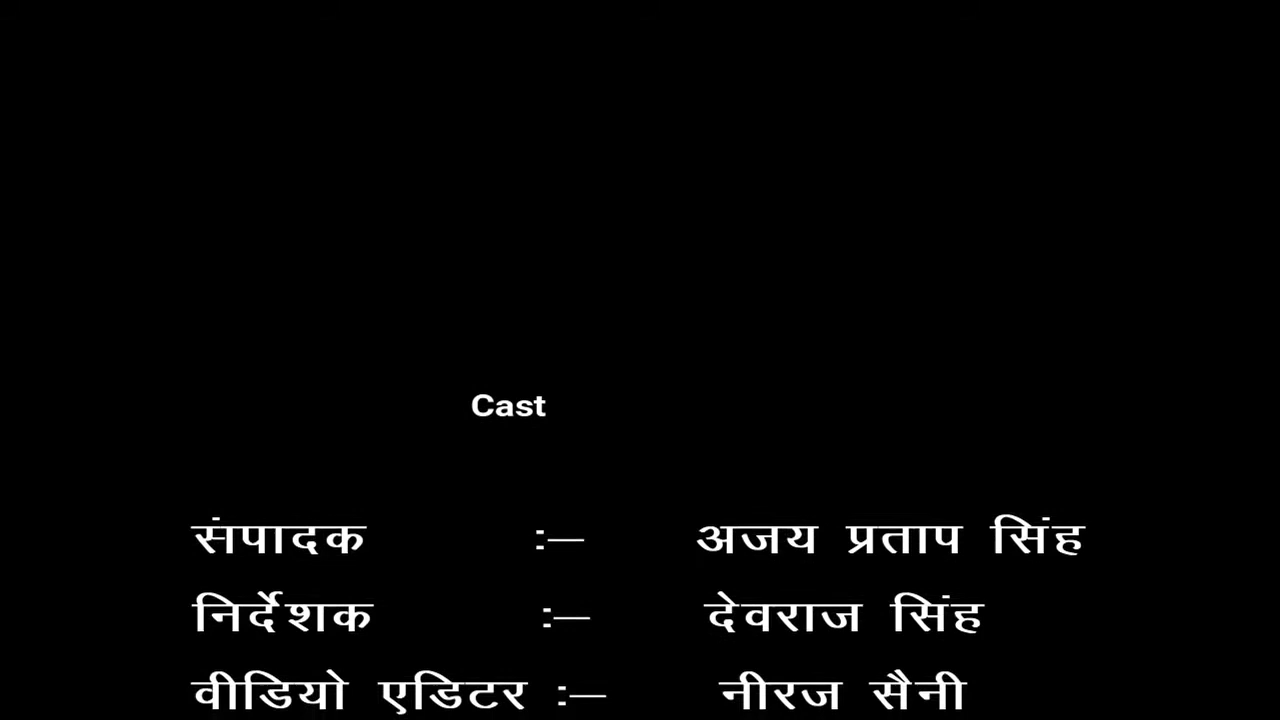 Cast
संपादक :— अजय प्रताप सिंह
निर्देशक :— देवराज सिंह
वीडियो एडिटर :— नीरज सैनी